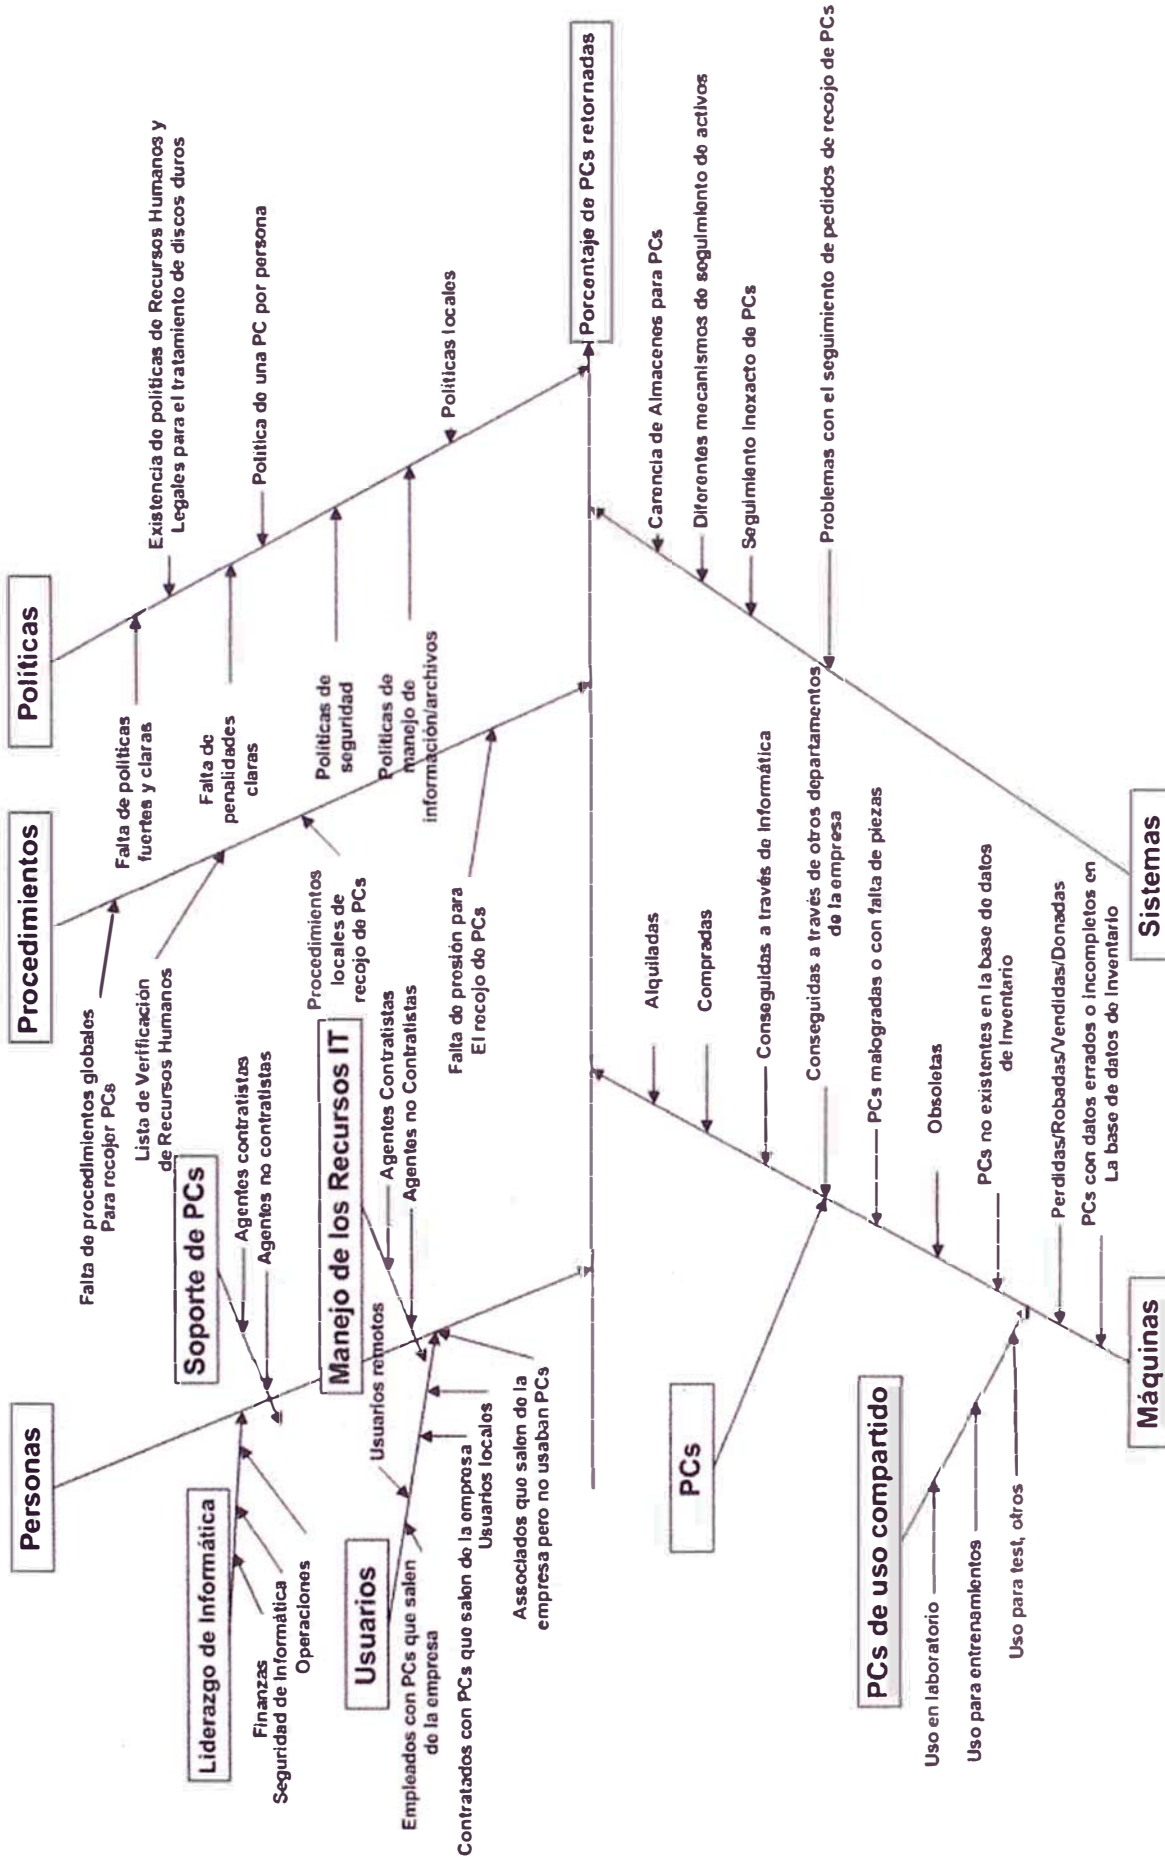 Personas
Procedimientos
Políticas
Liderazgo de Informática
Finanzas
Seguridad de Informática
Operaciones
Soporte de PCs
Agentes contratistas
Agentes no contratistas
Usuarios
Empleados con PCs que salen
de la empresa
Usuarios remotos
Contratados con PCs que salen de la empresa
Usuarios locales
Associados que salen de la
empresa pero no usaban PCs
Manejo de los Recursos IT
Agentes Contratistas
Agentes no Contratistas
Falta de procedimientos globales
Para recojer PCs
Lista de Verificación
de Recursos Humanos
Procedimientos
locales de
recojo de PCs
Falta de presión para
El recojo de PCs
Falta de políticas
fuertes y claras
Existencia de políticas de Recursos Humanos y
Legales para el tratamiento de discos duros
Falta de
penalidades
claras
Política de una PC por persona
Políticas de
seguridad
Políticas de
manejo de
información/archivos
Políticas locales
Porcentaje de PCs retornadas
PCs
PCs de uso compartido
Uso en laboratorio
Uso para entrenamientos
Uso para test, otros
Alquiladas
Compradas
Conseguidas a través de Informática
Conseguidas a través de otros departamentos
de la empresa
PCs malogradas o con falta de piezas
Obsoletas
PCs no existentes en la base de datos
de Inventario
Perdidas/Robadas/Vendidas/Donadas
PCs con datos errados o incompletos en
La base de datos de Inventario
Máquinas
Carencia de Almacenes para PCs
Diferentes mecanismos de seguimiento de activos
Seguimiento Inexacto de PCs
Problemas con el seguimiento de pedidos de recojo de PCs
Sistemas